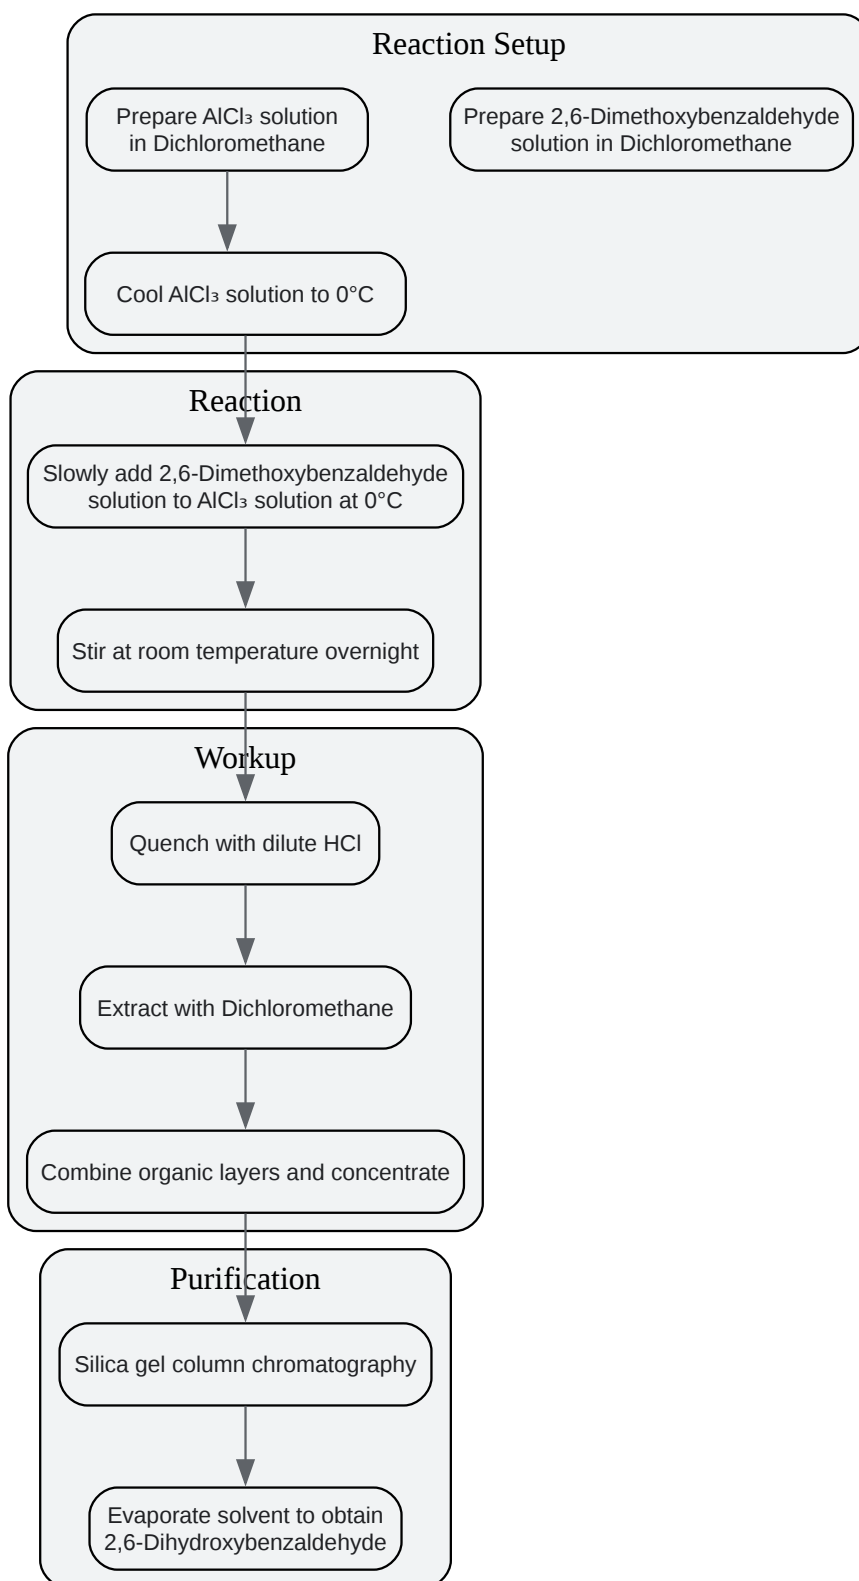 Reaction Setup
Prepare AlCl₃ solution
in Dichloromethane
Prepare 2,6-Dimethoxybenzaldehyde
solution in Dichloromethane
Cool AlCl₃ solution to 0°C
Reaction
Slowly add 2,6-Dimethoxybenzaldehyde
solution to AlCl₃ solution at 0°C
Stir at room temperature overnight
Workup
Quench with dilute HCl
Extract with Dichloromethane
Combine organic layers and concentrate
Purification
Silica gel column chromatography
Evaporate solvent to obtain
2,6-Dihydroxybenzaldehyde